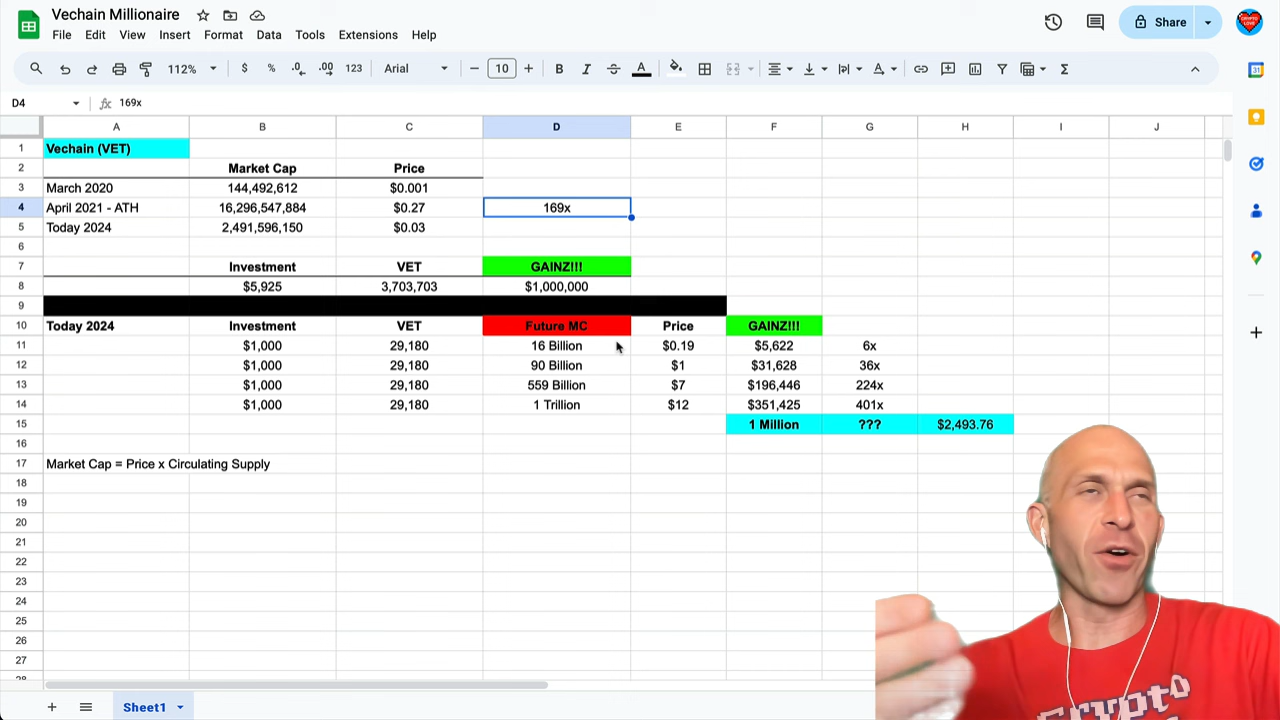 Vechain Millionaire
File Edit View Insert Format Data Tools Extensions Help
Share
112% $ % .0 .00 123 Arial 10 B I A
D4 fx 169x
A B C D E F G H I J
1 Vechain (VET)
2 Market Cap Price
3 March 2020 144,492,612 $0.001
4 April 2021 - ATH 16,296,547,884 $0.27 169x
5 Today 2024 2,491,596,150 $0.03
6
7 Investment VET GAINZ!!!
8 $5,925 3,703,703 $1,000,000
9
10 Today 2024 Investment VET Future MC Price GAINZ!!!
11 $1,000 29,180 16 Billion $0.19 $5,622 6x
12 $1,000 29,180 90 Billion $1 $31,628 36x
13 $1,000 29,180 559 Billion $7 $196,446 224x
14 $1,000 29,180 1 Trillion $12 $351,425 401x
15 1 Million ??? $2,493.76
16
17 Market Cap = Price x Circulating Supply
18
19
20
21
22
23
24
25
26
27
28
Sheet1
Crypto